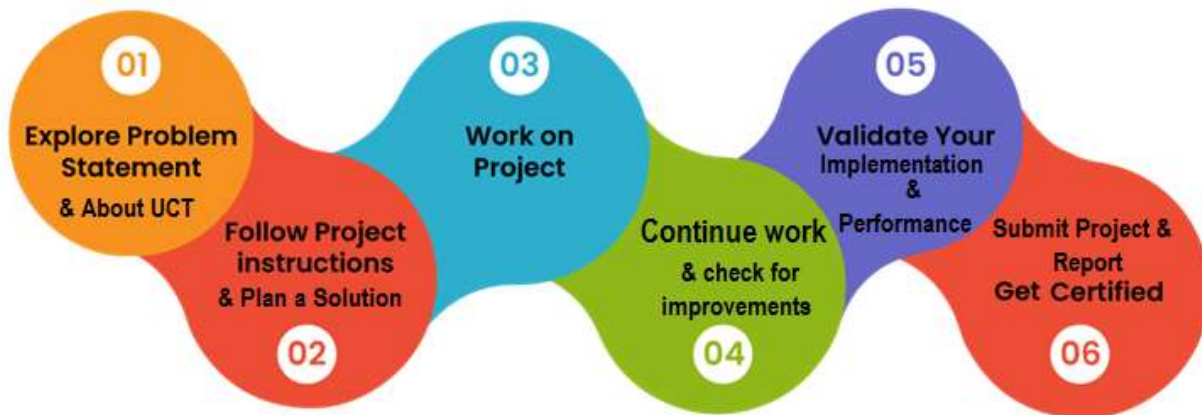 01
Explore Problem
Statement
& About UCT
02
Follow Project
instructions
& Plan a Solution
03
Work on
Project
04
Continue work
& check for
improvements
05
Validate Your
Implementation
&
Performance
06
Submit Project &
Report
Get Certified